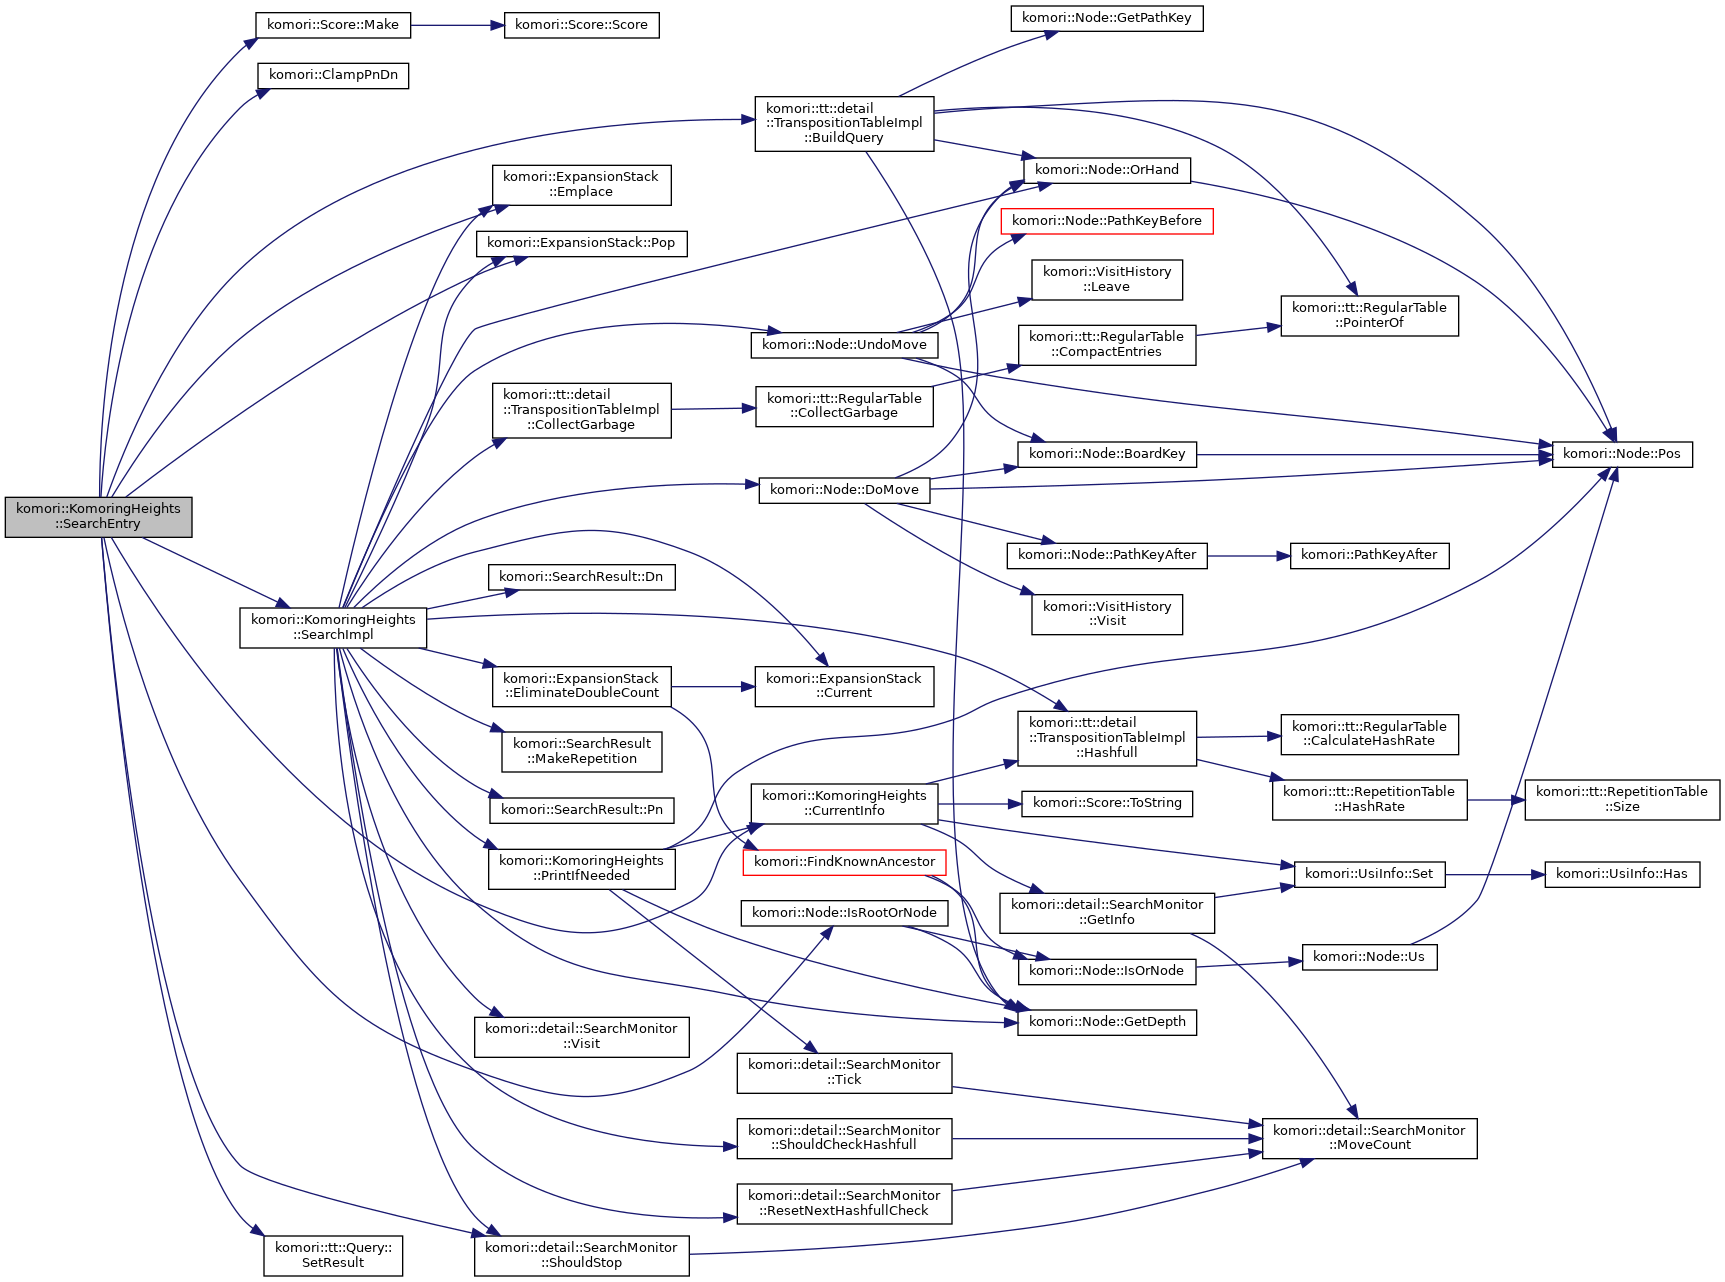 komori::KomoringHeights
::SearchEntry
komori::Score::Make
komori::ClampPnDn
komori::Score::Score
komori::ExpansionStack
::Emplace
komori::ExpansionStack::Pop
komori::tt::detail
::TranspositionTableImpl
::CollectGarbage
komori::KomoringHeights
::SearchImpl
komori::SearchResult::Dn
komori::ExpansionStack
::EliminateDoubleCount
komori::SearchResult
::MakeRepetition
komori::SearchResult::Pn
komori::KomoringHeights
::PrintIfNeeded
komori::detail::SearchMonitor
::Visit
komori::tt::Query::
SetResult
komori::detail::SearchMonitor
::ShouldStop
komori::tt::detail
::TranspositionTableImpl
::BuildQuery
komori::Node::UndoMove
komori::tt::RegularTable
::CollectGarbage
komori::Node::DoMove
komori::ExpansionStack
::Current
komori::KomoringHeights
::CurrentInfo
komori::FindKnownAncestor
komori::Node::IsRootOrNode
komori::detail::SearchMonitor
::Tick
komori::detail::SearchMonitor
::ShouldCheckHashfull
komori::detail::SearchMonitor
::ResetNextHashfullCheck
komori::Node::GetPathKey
komori::Node::OrHand
komori::Node::PathKeyBefore
komori::VisitHistory
::Leave
komori::tt::RegularTable
::CompactEntries
komori::Node::BoardKey
komori::Node::PathKeyAfter
komori::VisitHistory
::Visit
komori::tt::detail
::TranspositionTableImpl
::Hashfull
komori::Score::ToString
komori::detail::SearchMonitor
::GetInfo
komori::Node::IsOrNode
komori::Node::GetDepth
komori::tt::RegularTable
::PointerOf
komori::PathKeyAfter
komori::tt::RegularTable
::CalculateHashRate
komori::tt::RepetitionTable
::HashRate
komori::UsiInfo::Set
komori::Node::Us
komori::detail::SearchMonitor
::MoveCount
komori::Node::Pos
komori::tt::RepetitionTable
::Size
komori::UsiInfo::Has